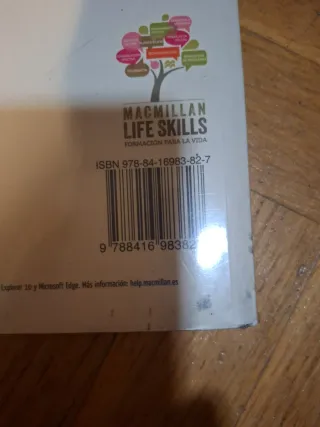 MACMILLAN
LIFE SKILLS
FORMACIÓN PARA LA VIDA
ISBN 978-84-16983-82-7
9 788416 98382
Explorer 10 y Microsoft Edge. Más información: help.macmillan.es